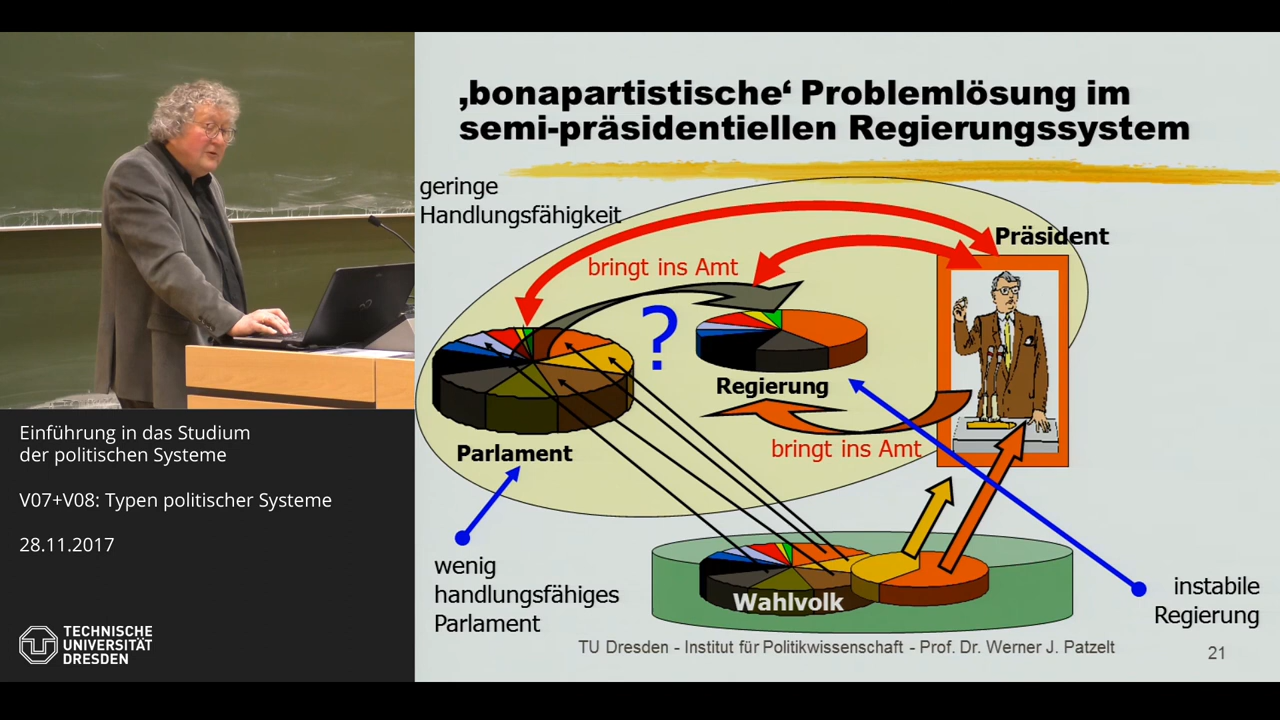 ‚bonapartistische‘ Problemlösung im
semi-präsidentiellen Regierungssystem
geringe
Handlungsfähigkeit
Präsident
bringt ins Amt
?
Regierung
bringt ins Amt
Parlament
wenig
handlungsfähiges
Parlament
Wahlvolk
instabile
Regierung
TU Dresden - Institut für Politikwissenschaft - Prof. Dr. Werner J. Patzelt
21
Einführung in das Studium
der politischen Systeme
V07+V08: Typen politischer Systeme
28.11.2017
TECHNISCHE
UNIVERSITÄT
DRESDEN